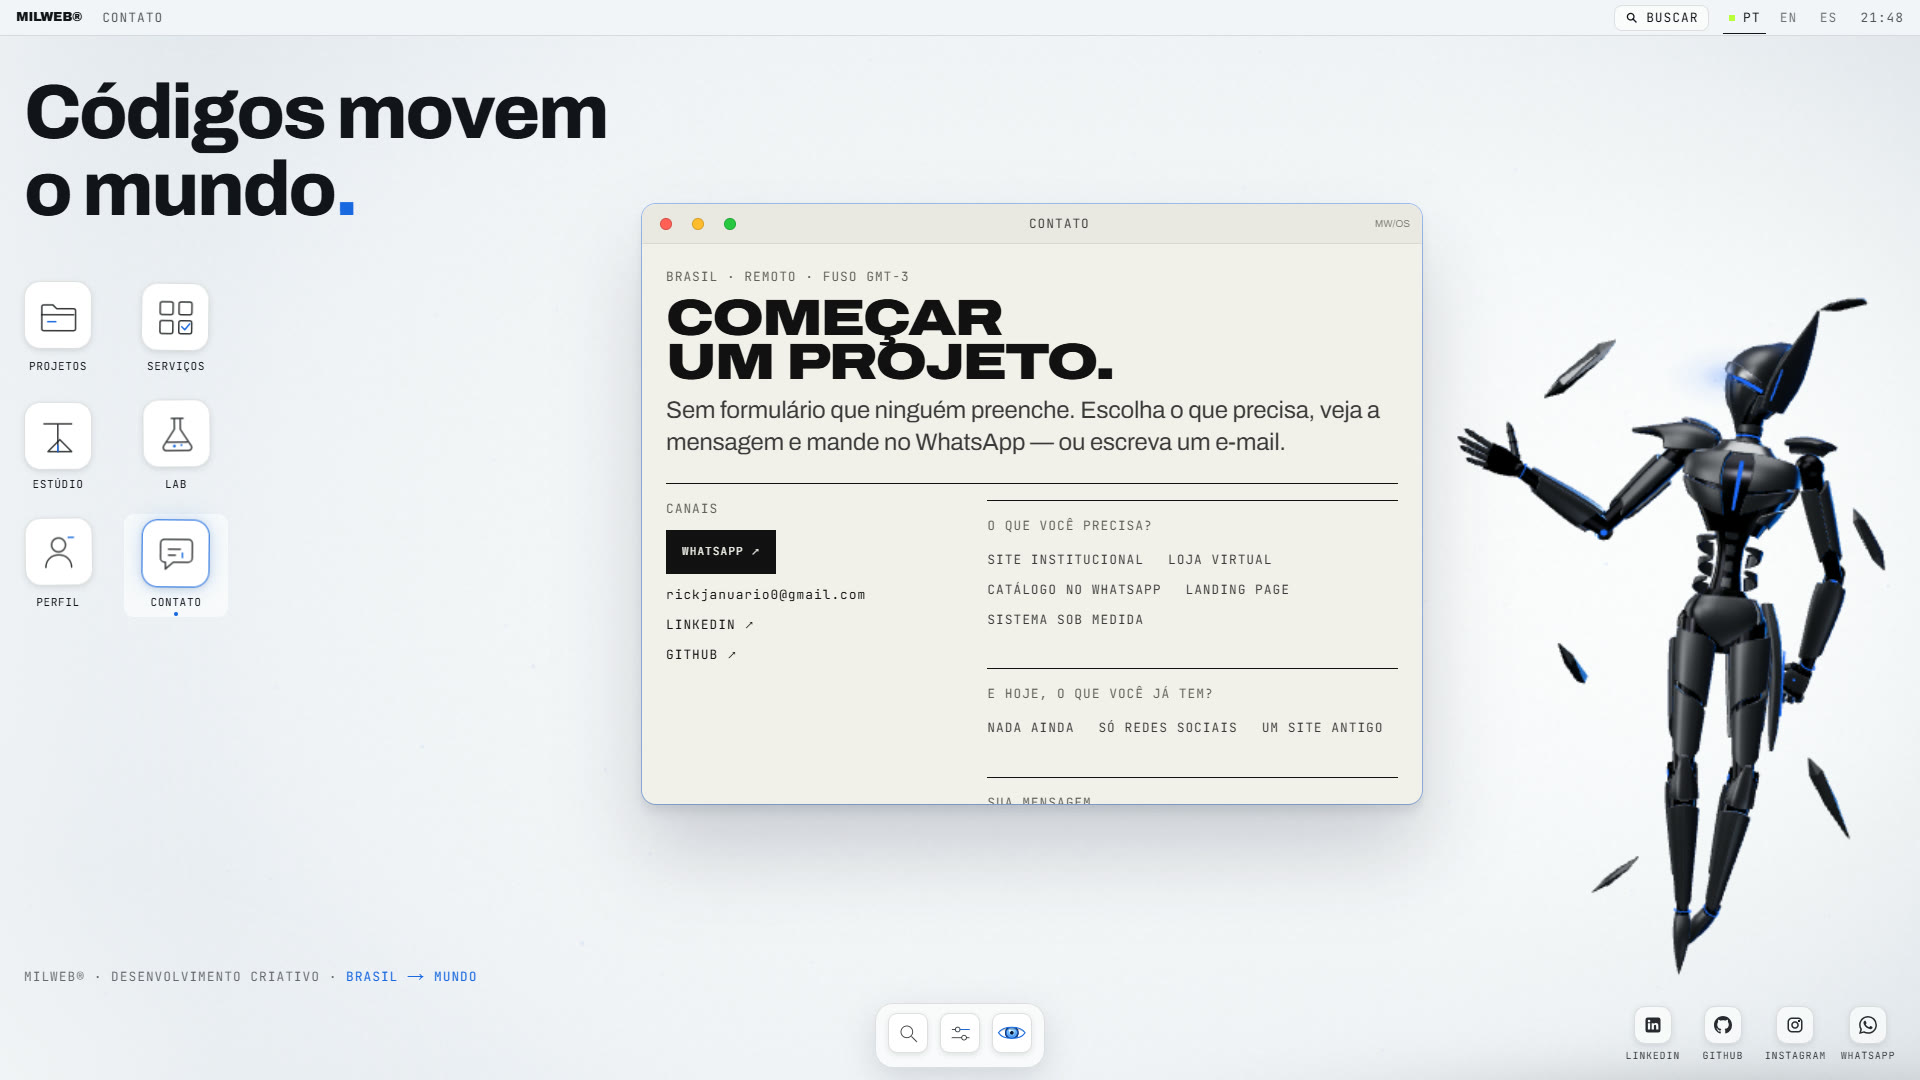 MILWEB® CONTATO
BUSCAR PT EN ES 21:48
Códigos movem
o mundo.
PROJETOS SERVIÇOS
ESTÚDIO LAB
PERFIL CONTATO
CONTATO MW/OS
BRASIL · REMOTO · FUSO GMT-3
COMEÇAR
UM PROJETO.
Sem formulário que ninguém preenche. Escolha o que precisa, veja a
mensagem e mande no WhatsApp — ou escreva um e-mail.
CANAIS
WHATSAPP ↗
rickjanuario0@gmail.com
LINKEDIN ↗
GITHUB ↗
O QUE VOCÊ PRECISA?
SITE INSTITUCIONAL LOJA VIRTUAL
CATÁLOGO NO WHATSAPP LANDING PAGE
SISTEMA SOB MEDIDA
E HOJE, O QUE VOCÊ JÁ TEM?
NADA AINDA SÓ REDES SOCIAIS UM SITE ANTIGO
SUA MENSAGEM
MILWEB® · DESENVOLVIMENTO CRIATIVO · BRASIL ⟶ MUNDO
LINKEDIN GITHUB INSTAGRAM WHATSAPP